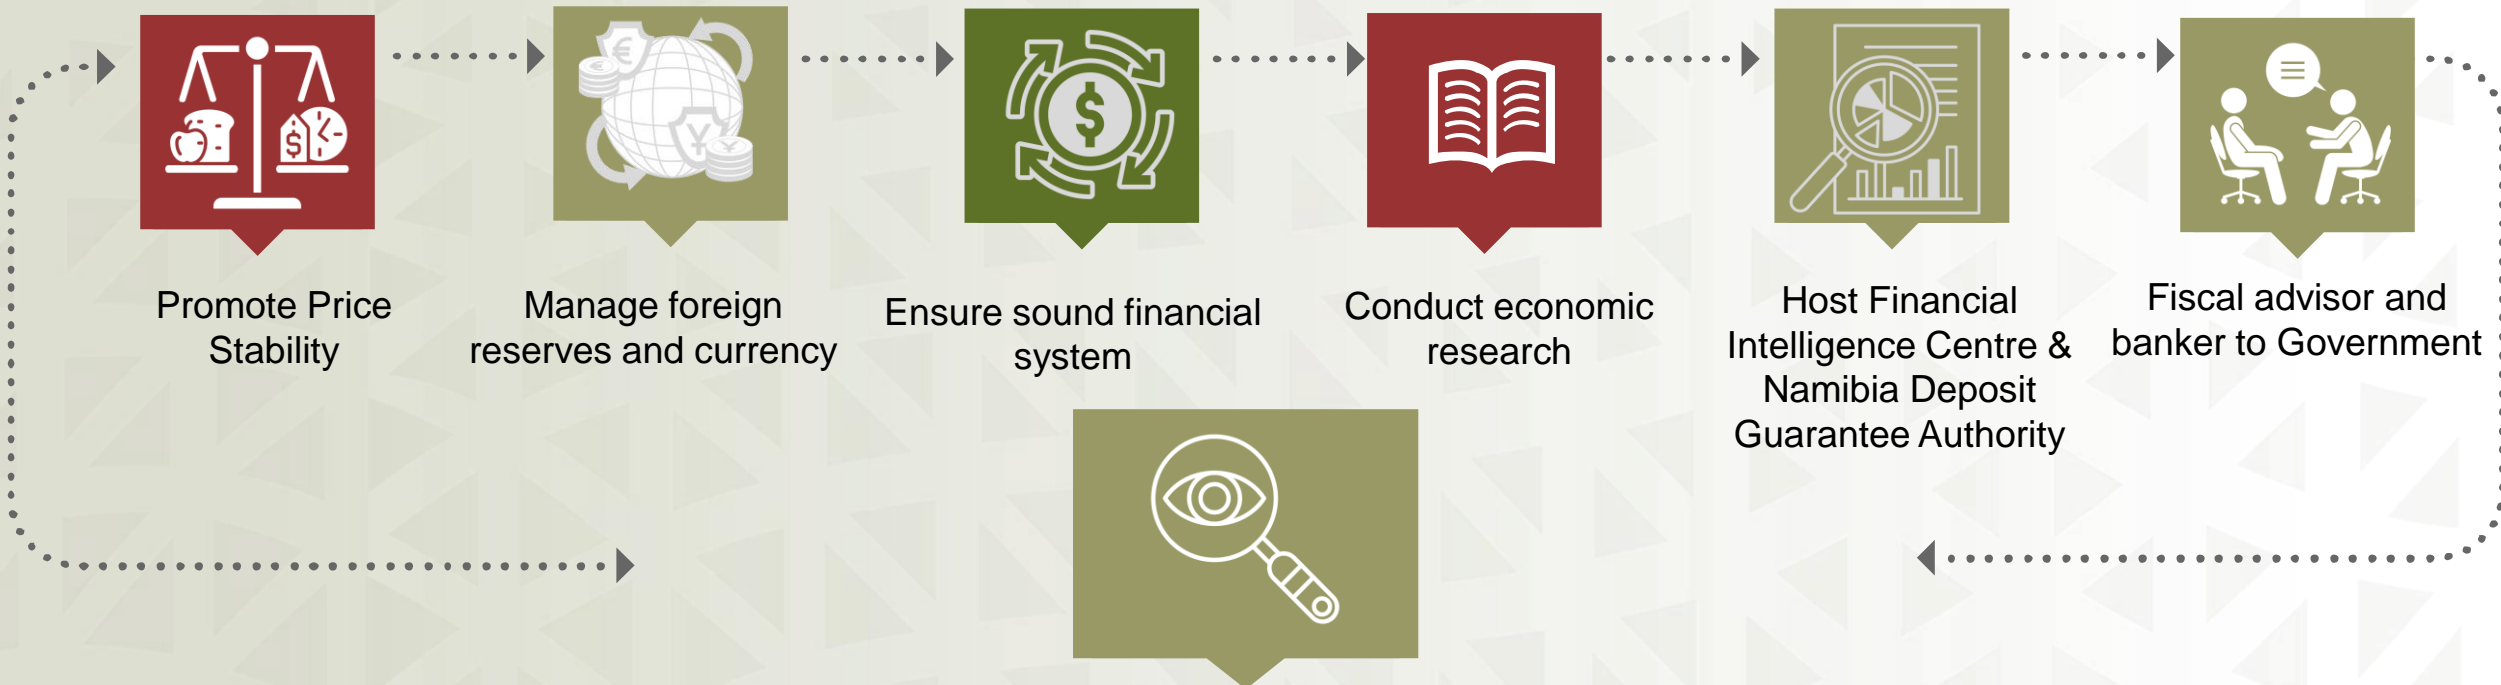 Promote Price
Stability
Manage foreign
reserves and currency
Ensure sound financial
system
Conduct economic
research
Host Financial
Intelligence Centre &
Namibia Deposit
Guarantee Authority
Fiscal advisor and
banker to Government